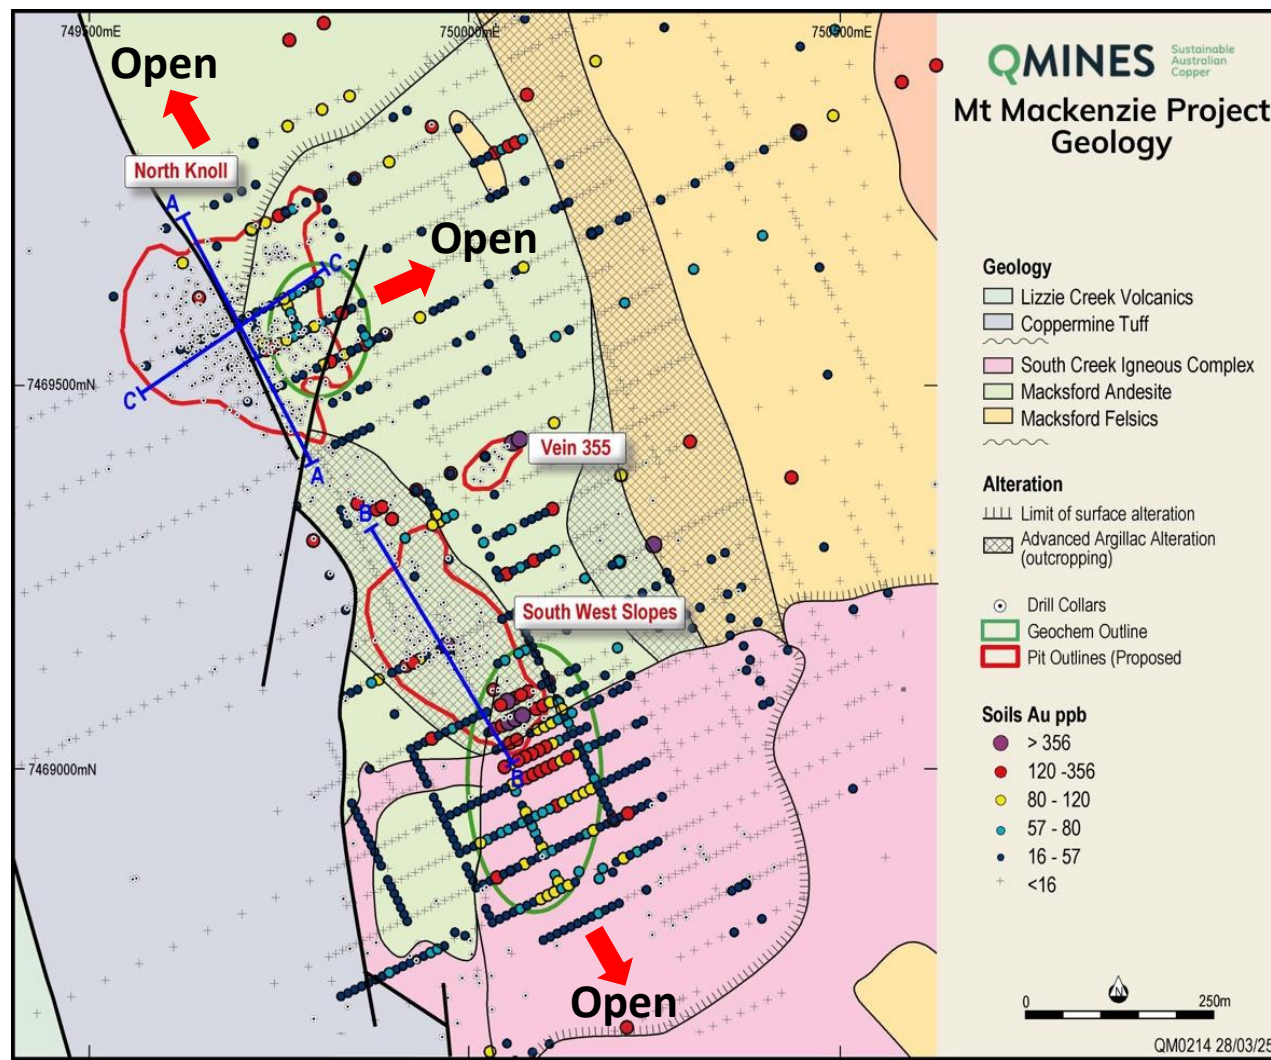 749500mE
750000mE
750500mE
Open
North Knoll
A
Open
C
7469500mN
C
Vein 355
A
B
South West Slopes
7469000mN
B
Open
QMINES
Sustainable
Australian
Copper
Mt Mackenzie Project
Geology
Geology
Lizzie Creek Volcanics
Coppermine Tuff
South Creek Igneous Complex
Macksford Andesite
Macksford Felsics
Alteration
Limit of surface alteration
Advanced Argillac Alteration
(outcropping)
Drill Collars
Geochem Outline
Pit Outlines (Proposed
Soils Au ppb
> 356
120 -356
80 - 120
57 - 80
16 - 57
<16
N
0 250m
QM0214 28/03/25